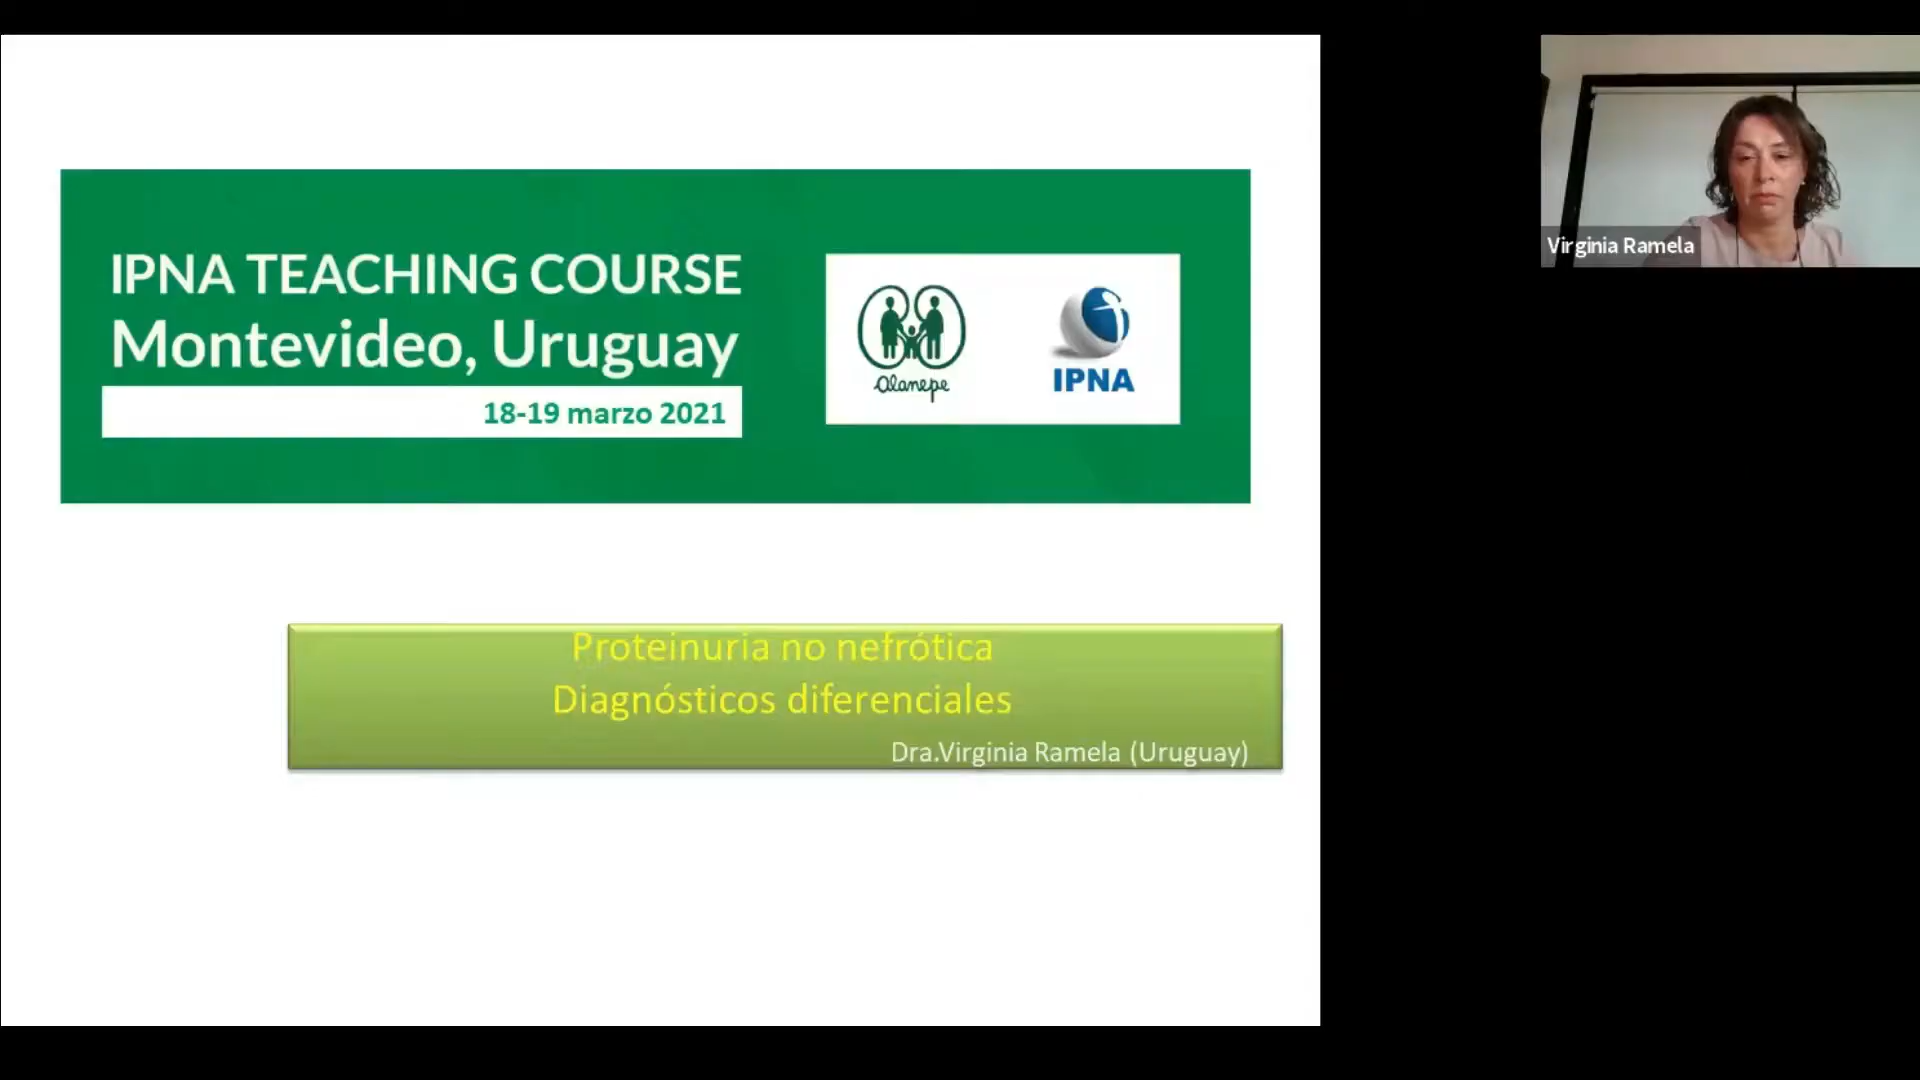 IPNA TEACHING COURSE
Montevideo, Uruguay
18-19 marzo 2021
alanepe
IPNA
Proteinuria no nefrótica
Diagnósticos diferenciales
Dra.Virginia Ramela (Uruguay)
Virginia Ramela